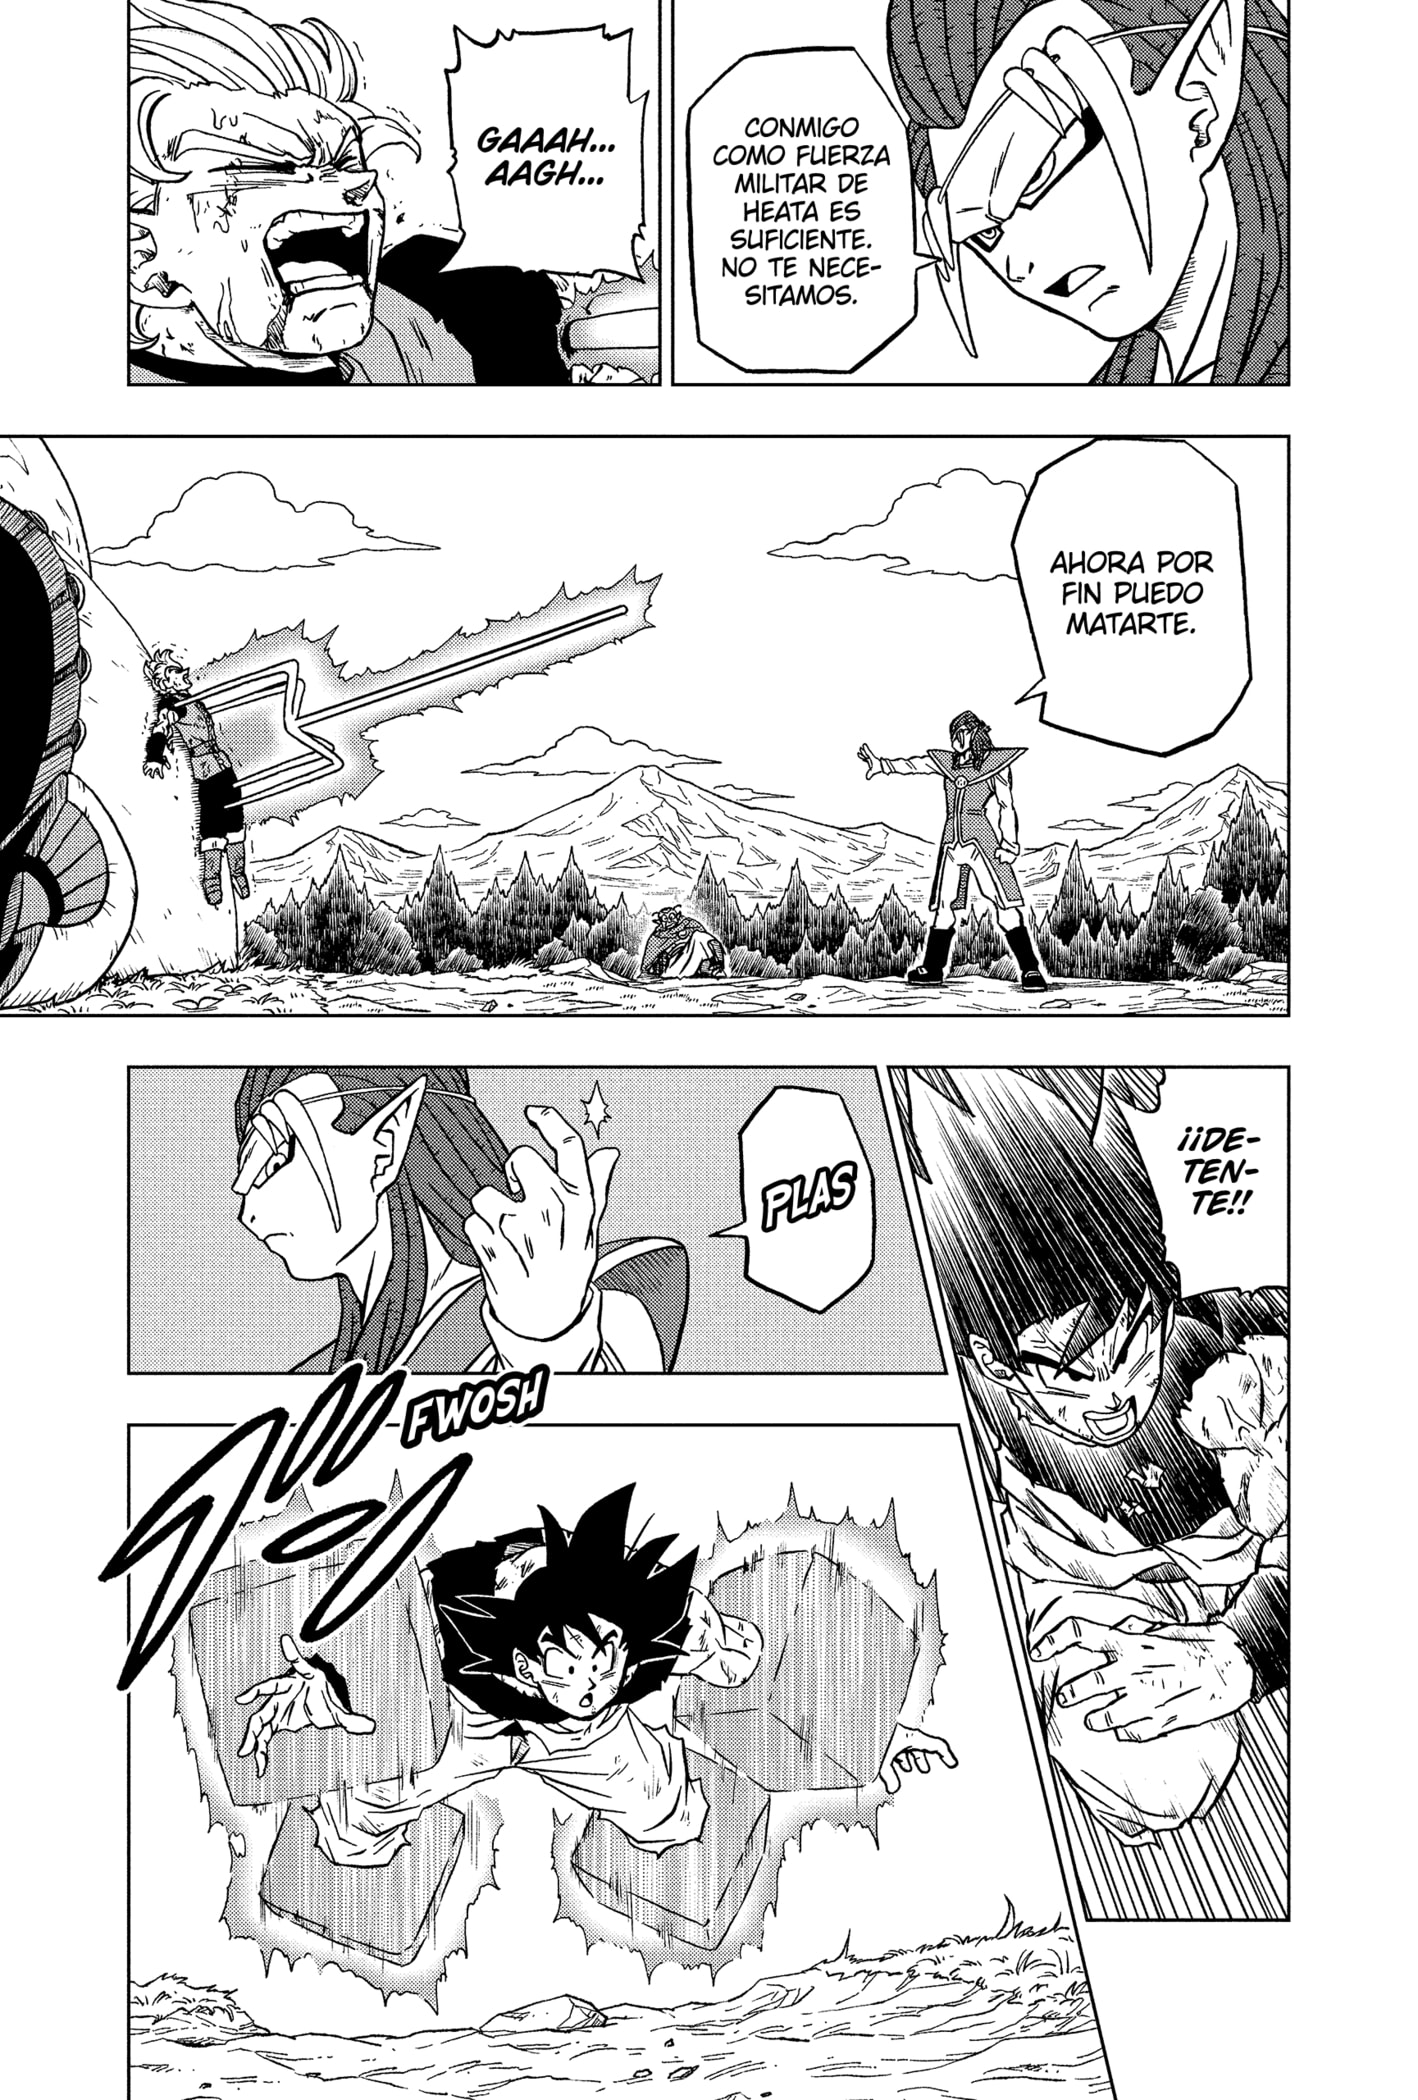 CONMIGO
COMO FUERZA
MILITAR DE
HEATA ES
SUFICIENTE.
NO TE NECE-
SITAMOS.
GAAAH...
AAGH...
AHORA POR
FIN PUEDO
MATARTE.
¡¡DE-
TEN-
TE!!
PLAS
FWOSH